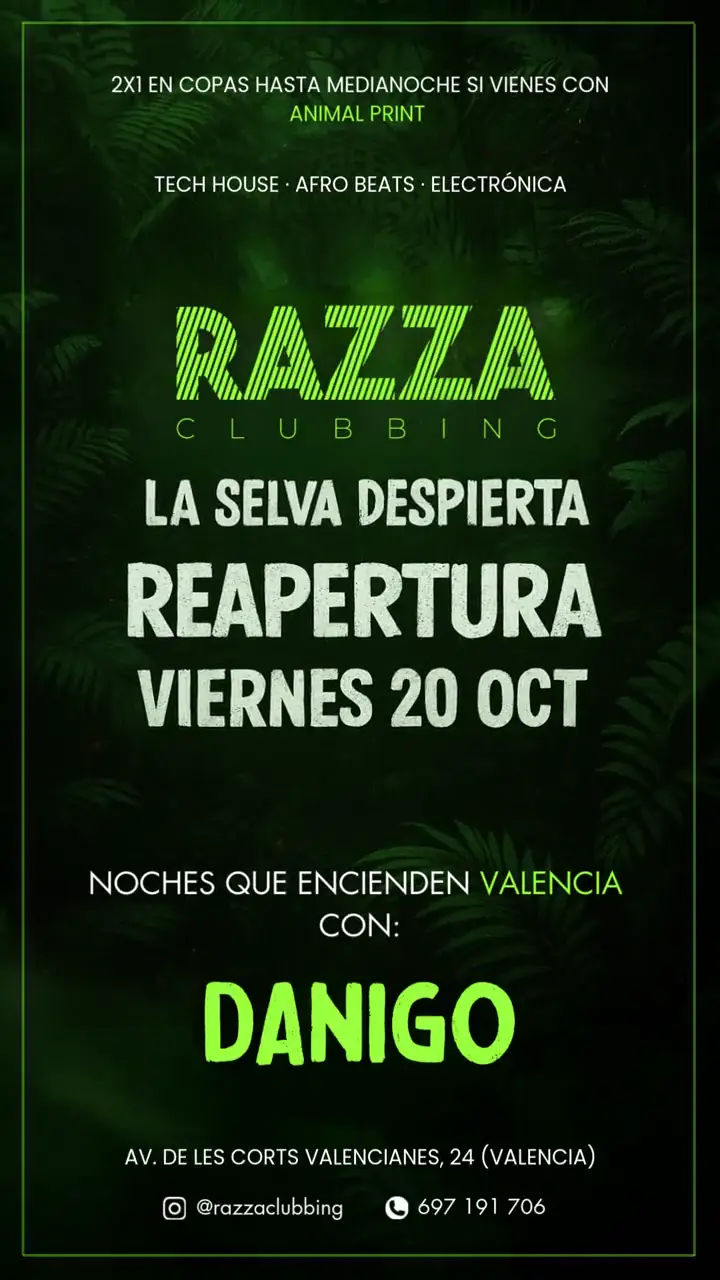 2X1 EN COPAS HASTA MEDIANOCHE SI VIENES CON
ANIMAL PRINT
TECH HOUSE · AFRO BEATS · ELECTRÓNICA
RAZZA
CLUBBING
LA SELVA DESPIERTA
REAPERTURA
VIERNES 20 OCT
NOCHES QUE ENCIENDEN VALENCIA
CON:
DANIGO
AV. DE LES CORTS VALENCIANES, 24 (VALENCIA)
@razzaclubbing 697 191 706